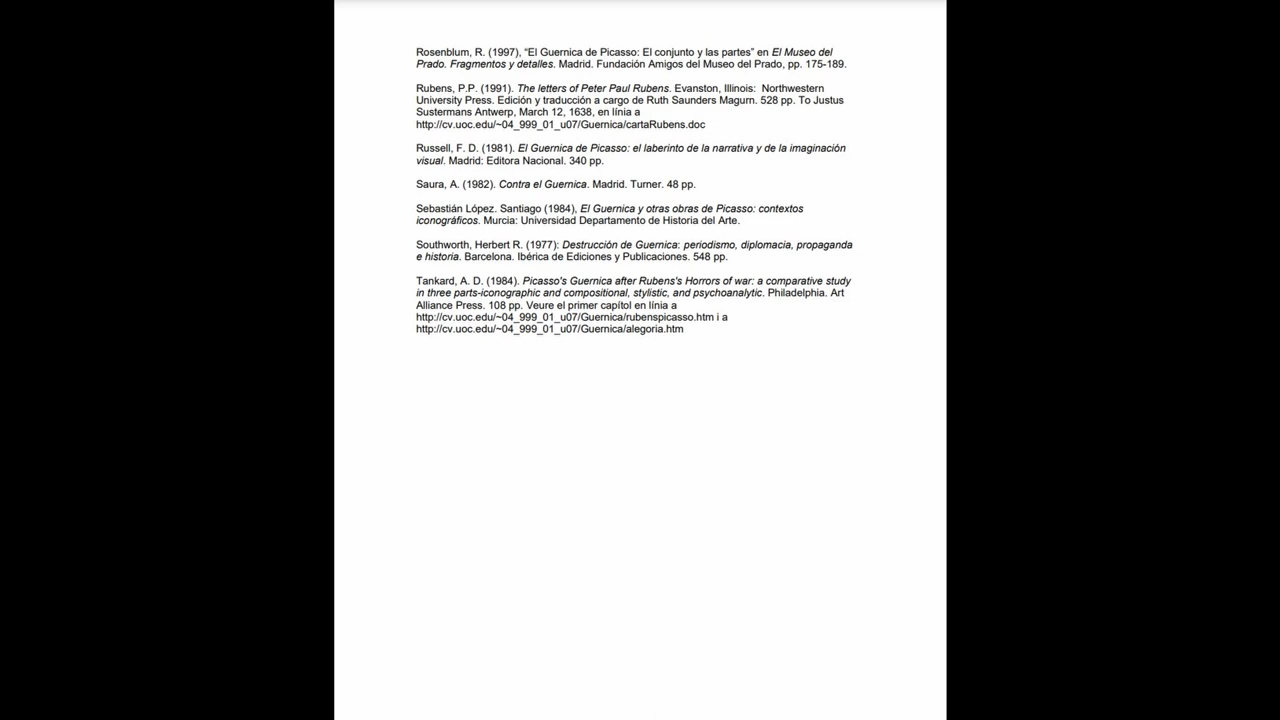 Rosenblum, R. (1997), “El Guernica de Picasso: El conjunto y las partes” en El Museo del
Prado. Fragmentos y detalles. Madrid. Fundación Amigos del Museo del Prado, pp. 175-189.
Rubens, P.P. (1991). The letters of Peter Paul Rubens. Evanston, Illinois:  Northwestern
University Press. Edición y traducción a cargo de Ruth Saunders Magurn. 528 pp. To Justus
Sustermans Antwerp, March 12, 1638, en línia a
http://cv.uoc.edu/~04_999_01_u07/Guernica/cartaRubens.doc
Russell, F. D. (1981). El Guernica de Picasso: el laberinto de la narrativa y de la imaginación
visual. Madrid: Editora Nacional. 340 pp.
Saura, A. (1982). Contra el Guernica. Madrid. Turner. 48 pp.
Sebastián López. Santiago (1984), El Guernica y otras obras de Picasso: contextos
iconográficos. Murcia: Universidad Departamento de Historia del Arte.
Southworth, Herbert R. (1977): Destrucción de Guernica: periodismo, diplomacia, propaganda
e historia. Barcelona. Ibérica de Ediciones y Publicaciones. 548 pp.
Tankard, A. D. (1984). Picasso's Guernica after Rubens's Horrors of war: a comparative study
in three parts-iconographic and compositional, stylistic, and psychoanalytic. Philadelphia. Art
Alliance Press. 108 pp. Veure el primer capítol en línia a
http://cv.uoc.edu/~04_999_01_u07/Guernica/rubenspicasso.htm i a
http://cv.uoc.edu/~04_999_01_u07/Guernica/alegoria.htm